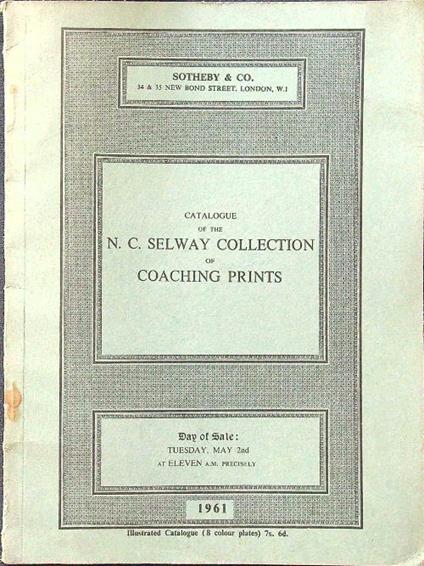 SOTHEBY & CO.
34 & 35 NEW BOND STREET, LONDON, W.1
CATALOGUE
OF THE
N. C. SELWAY COLLECTION
OF
COACHING PRINTS
Day of Sale:
TUESDAY, MAY 2nd
AT ELEVEN A.M. PRECISELY
1961
Illustrated Catalogue (8 colour plates) 7s. 6d.